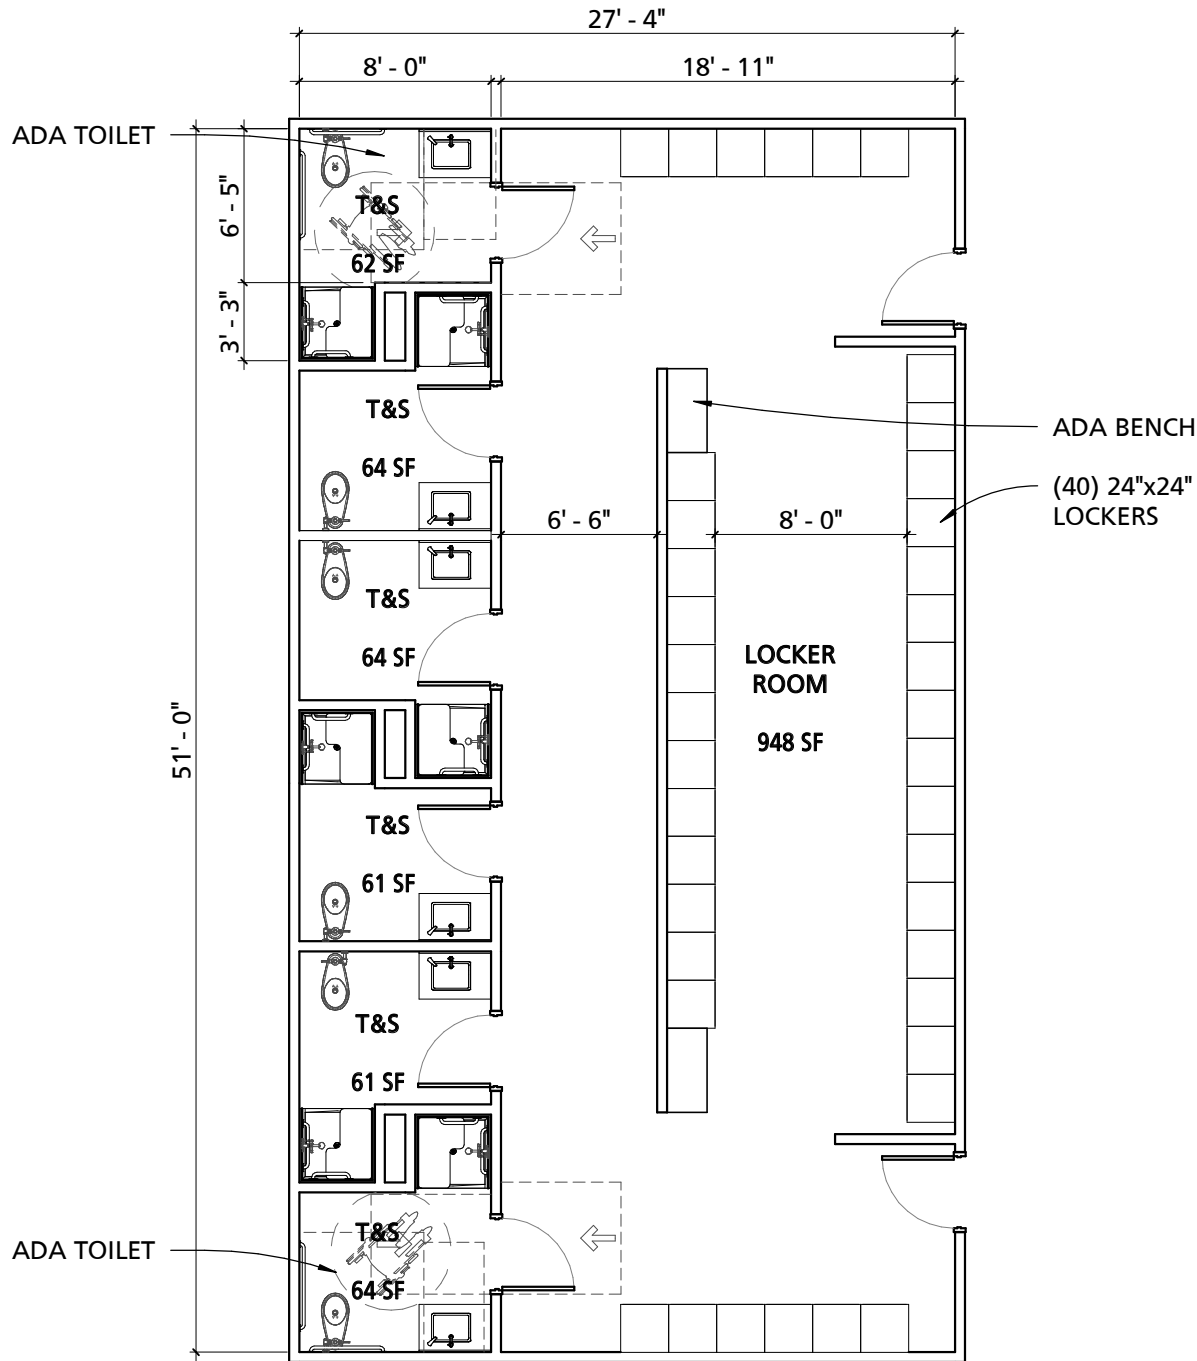 27' - 4"
8' - 0"
18' - 11"
ADA TOILET
6' - 5"
T&S
62 SF
3' - 3"
T&S
64 SF
ADA BENCH
(40) 24"x24"
LOCKERS
6' - 6"
8' - 0"
T&S
64 SF
LOCKER
ROOM
948 SF
51' - 0"
T&S
61 SF
T&S
61 SF
T&S
64 SF
ADA TOILET